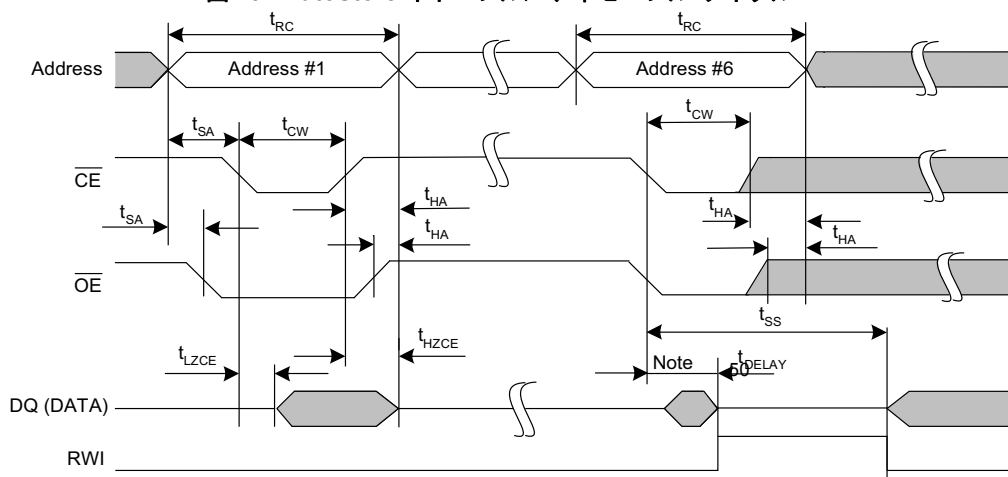 tRC
tRC
Address
Address #1
Address #6
tSA
tCW
tCW
CE
tHA
tHA
tSA
tHA
tHA
OE
tSS
tLZCE
tHZCE
Note 50
tDELAY
DQ (DATA)
RWI